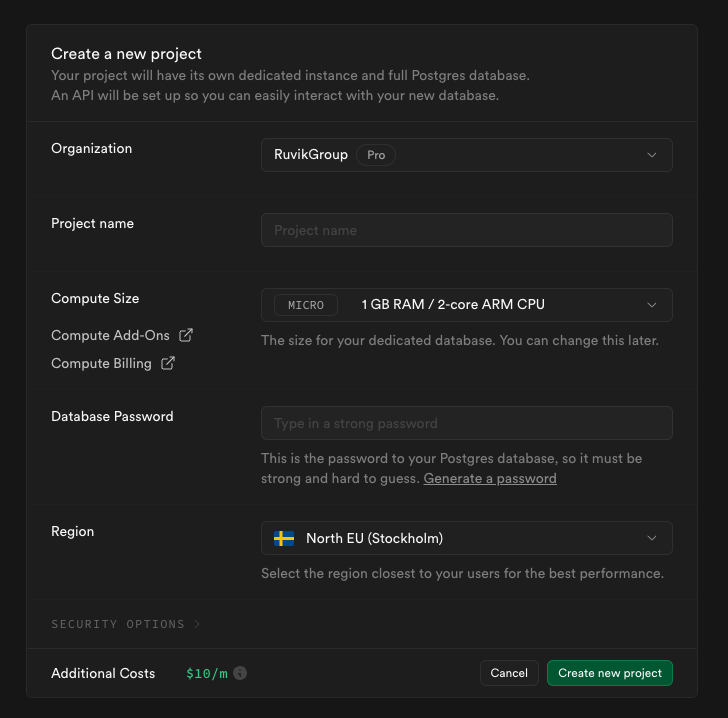 Create a new project
Your project will have its own dedicated instance and full Postgres database.
An API will be set up so you can easily interact with your new database.
Organization
RuvikGroup Pro
Project name
Project name
Compute Size
MICRO 1 GB RAM / 2-core ARM CPU
Compute Add-Ons
Compute Billing
The size for your dedicated database. You can change this later.
Database Password
Type in a strong password
This is the password to your Postgres database, so it must be
strong and hard to guess. Generate a password
Region
North EU (Stockholm)
Select the region closest to your users for the best performance.
SECURITY OPTIONS
Additional Costs $10/m
Cancel
Create new project